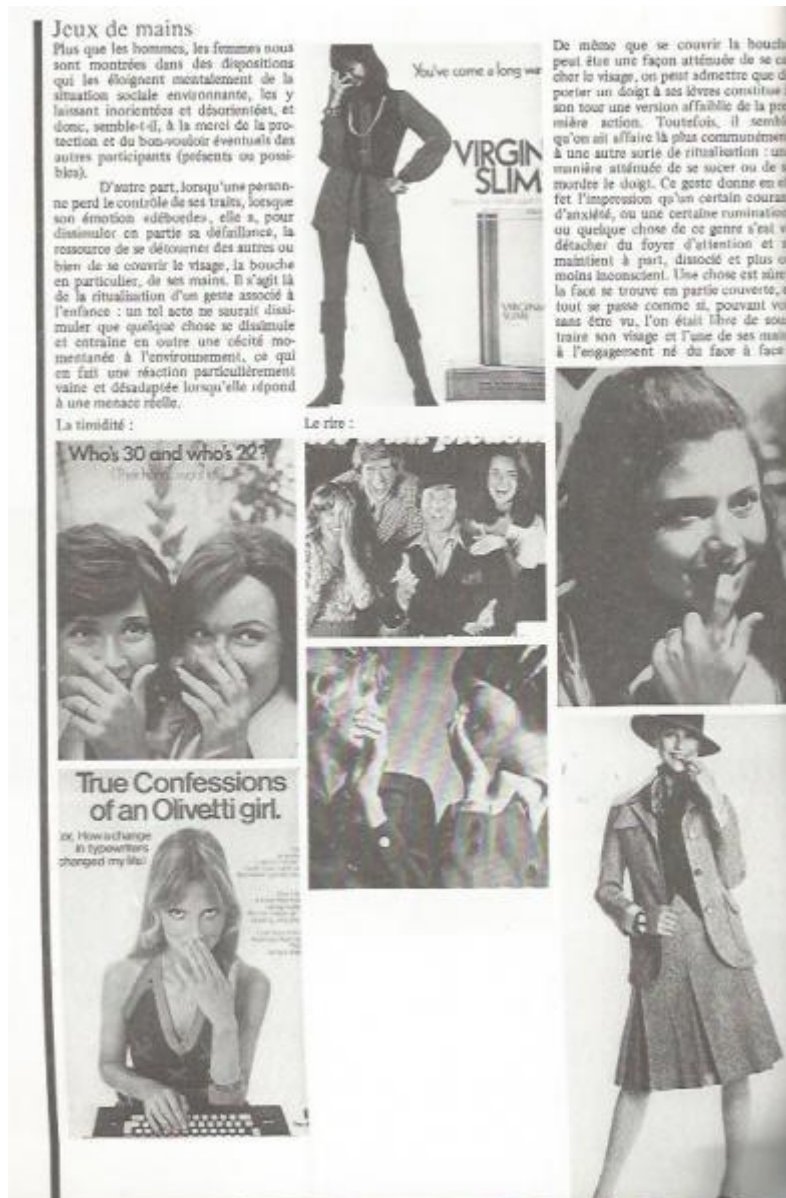 Jeux de mains
Plus que les hommes, les femmes nous
sont montrées dans des dispositions
qui les éloignent mentalement de la
situation sociale environnante, les y
laissant inorientées et désorientées, et
donc, semble-t-il, à la merci de la pro-
tection et du bon-vouloir éventuels des
autres participants (présents ou possi-
bles).
D'autre part, lorsqu'une person-
ne perd le contrôle de ses traits, lorsque
son émotion «déborde», elle a, pour
dissimuler en partie sa défaillance, la
ressource de se détourner des autres ou
bien de se couvrir le visage, la bouche
en particulier, de ses mains. Il s'agit là
de la ritualisation d'un geste associé à
l'enfance : un tel acte ne saurait dissi-
muler que quelque chose se dissimule
et entraîne en outre une cécité mo-
mentanée à l'environnement, ce qui
en fait une réaction particulièrement
vaine et désadaptée lorsqu'elle répond
à une menace réelle.
La timidité :
Who's 30 and who's 22?
True Confessions
of an Olivetti girl.
or, How a change
in typewriters
changed my life
You've come a long wa
VIRGIN
SLIM
VIRGINIA
SLIMS
Le rire :
De même que se couvrir la bouche
peut être une façon atténuée de se ca
cher le visage, on peut admettre que d
porter un doigt à ses lèvres constitue
son tour une version affaiblie de la pre
mière action. Toutefois, il semble
qu'on ait affaire là plus communémen
à une autre sorte de ritualisation : un
manière atténuée de se sucer ou de s
mordre le doigt. Ce geste donne en e
fet l'impression qu'un certain couran
d'anxiété, ou une certaine rumination
ou quelque chose de ce genre s'est v
détacher du foyer d'attention et s
maintient à part, dissocié et plus o
moins inconscient. Une chose est sûre
la face se trouve en partie couverte,
tout se passe comme si, pouvant voi
sans être vu, l'on était libre de sous
traire son visage et l'une de ses main
à l'engagement né du face à face